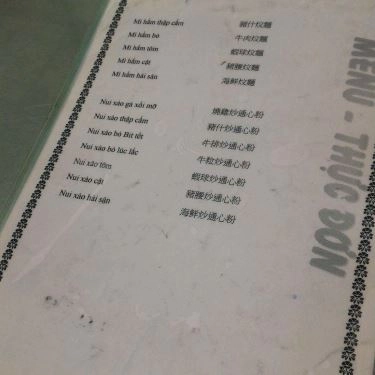 Mì hầm thập cẩm 豬什炆麵
Mì hầm bò 牛肉炆麵
Mì hầm tôm 蝦球炆麵
Mì hầm cật 豬腰炆麵
Mì hầm hải sản 海鮮炆麵
Nui xào gà xối mỡ 燒雞炒通心粉
Nui xào thập cẩm 豬什炒通心粉
Nui xào bò Bít tết 牛排炒通心粉
Nui xào bò lúc lắc 牛粒炒通心粉
Nui xào tôm 蝦球炒通心粉
Nui xào cật 豬腰炒通心粉
Nui xào hải sản 海鮮炒通心粉
MENU - THỰC ĐƠN